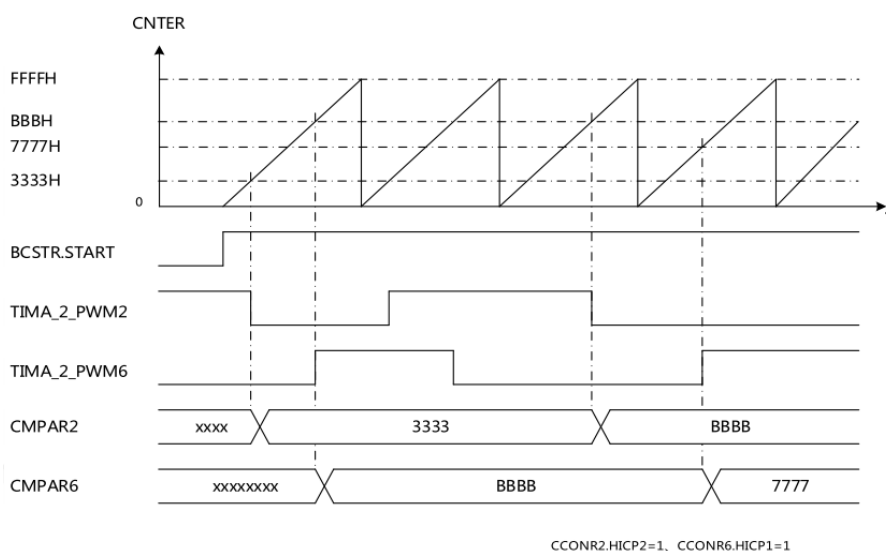 CNTER
FFFFH
BBBH
7777H
3333H
0
BCSTR.START
TIMA_2_PWM2
TIMA_2_PWM6
CMPAR2 xxxx 3333 BBBB
CMPAR6 xxxxxxxx BBBB 7777
CCONR2.HICP2=1、CCONR6.HICP1=1